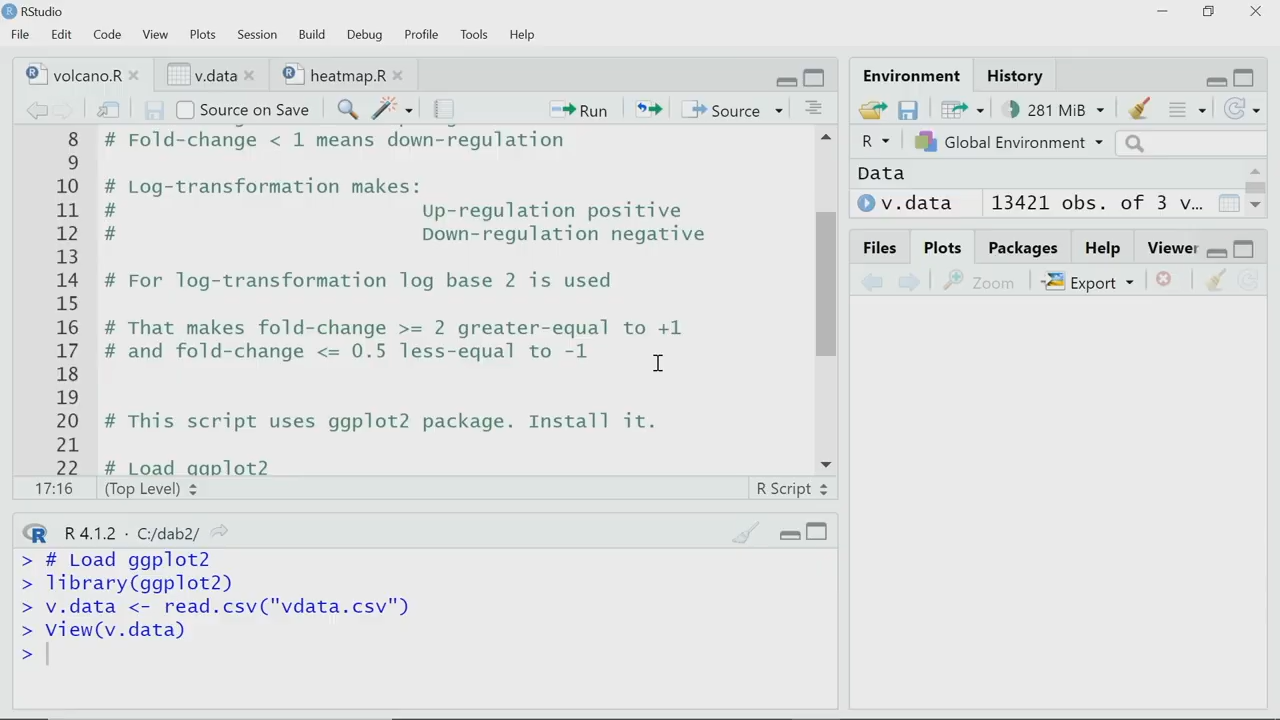 RStudio
File Edit Code View Plots Session Build Debug Profile Tools Help
volcano.R v.data heatmap.R
Source on Save Run Source
8 # Fold-change < 1 means down-regulation
9
10 # Log-transformation makes:
11 # Up-regulation positive
12 # Down-regulation negative
13
14 # For log-transformation log base 2 is used
15
16 # That makes fold-change >= 2 greater-equal to +1
17 # and fold-change <= 0.5 less-equal to -1
18
19
20 # This script uses ggplot2 package. Install it.
21
22 # Load ggplot2
17:16 (Top Level) R Script
R 4.1.2 · C:/dab2/
> # Load ggplot2
> library(ggplot2)
> v.data <- read.csv("vdata.csv")
> View(v.data)
>
Environment History
281 MiB
R Global Environment
Data
v.data 13421 obs. of 3 v...
Files Plots Packages Help Viewer
Zoom Export